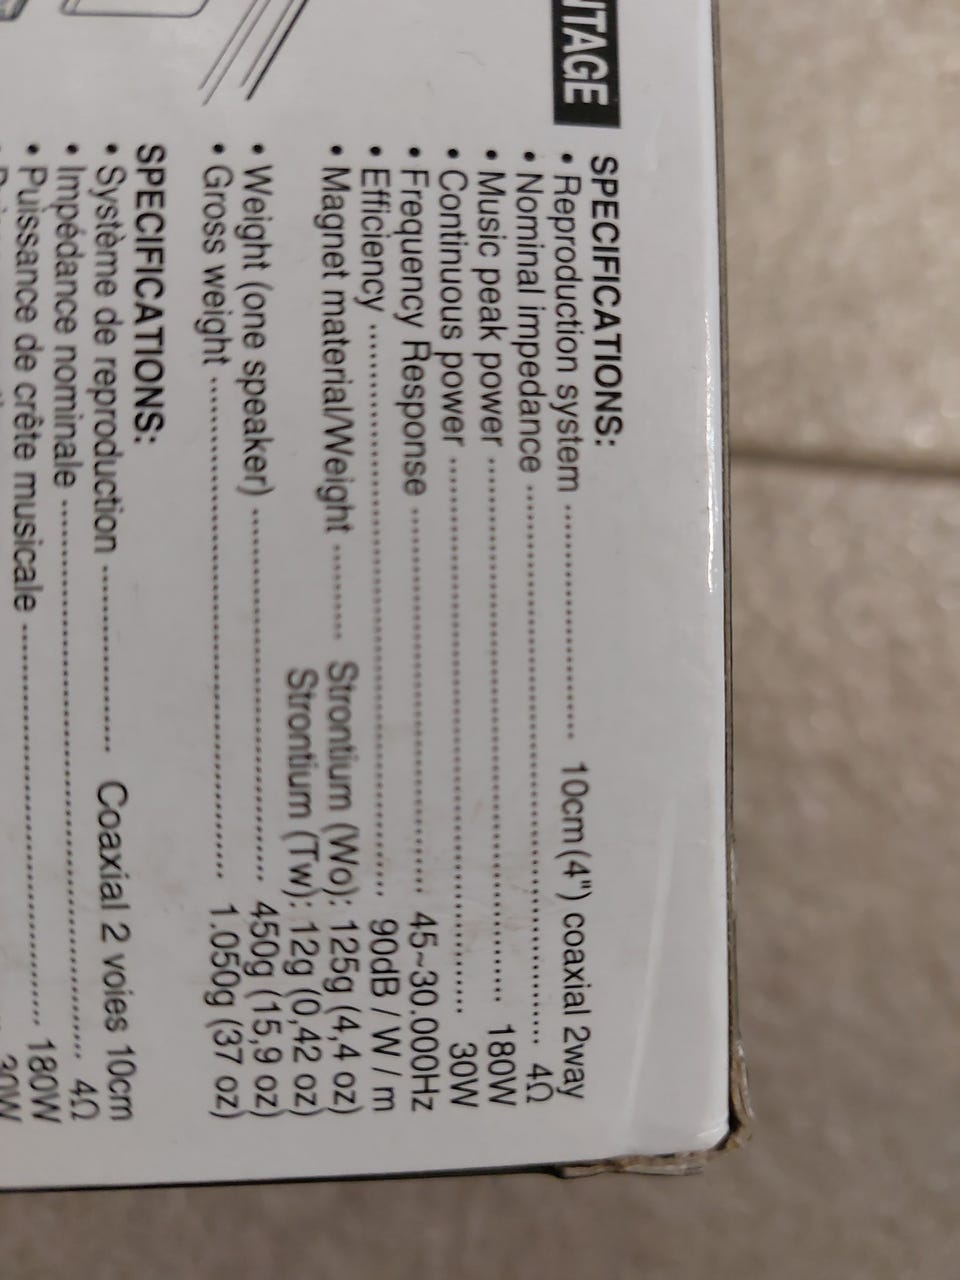 NTAGE
SPECIFICATIONS:
• Reproduction system ........................ 10cm(4") coaxial 2way
• Nominal impedance ........................ 4Ω
• Music peak power ........................ 180W
• Continuous power ........................ 30W
• Frequency Response ........................ 45~30.000Hz
• Efficiency ........................ 90dB / W / m
• Magnet material/Weight ........ Strontium (Wo): 125g (4,4 oz)
Strontium (Tw): 12g (0,42 oz)
• Weight (one speaker) ........................ 450g (15,9 oz)
• Gross weight ........................ 1.050g (37 oz)
SPECIFICATIONS:
• Système de reproduction ................ Coaxial 2 voies 10cm
• Impédance nominale ........................ 4Ω
• Puissance de crête musicale ........................ 180W
30W